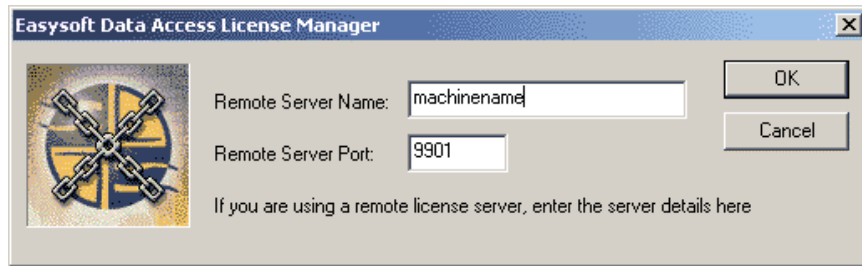 Easysoft Data Access License Manager
Remote Server Name: machinename OK
Remote Server Port: 9901 Cancel
If you are using a remote license server, enter the server details here